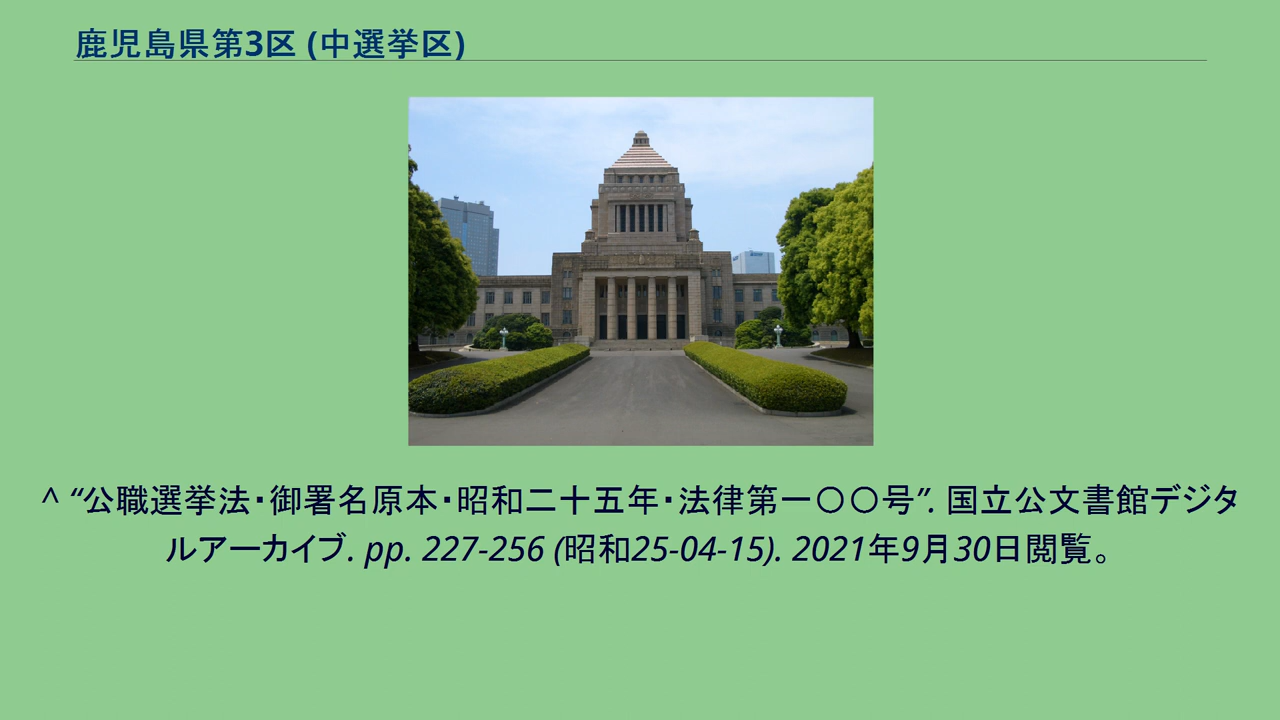 鹿児島県第3区 (中選挙区)
^ “公職選挙法・御署名原本・昭和二十五年・法律第一〇〇号”. 国立公文書館デジタ
ルアーカイブ. pp. 227-256 (昭和25-04-15). 2021年9月30日閲覧。